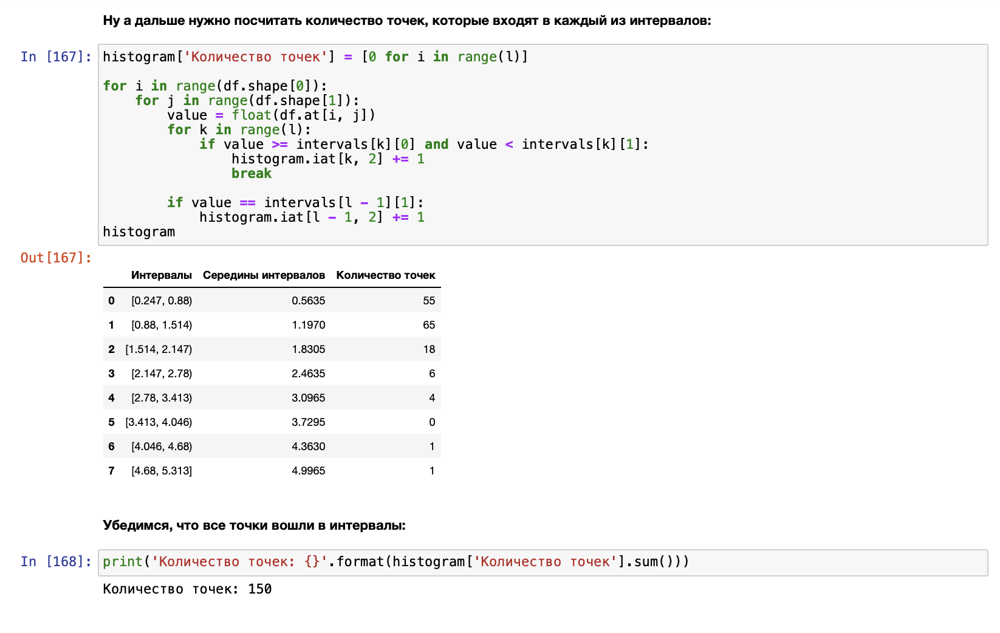 Ну а дальше нужно посчитать количество точек, которые входят в каждый из интервалов:
In [167]: histogram['Количество точек'] = [0 for i in range(l)]
for i in range(df.shape[0]):
    for j in range(df.shape[1]):
        value = float(df.at[i, j])
        for k in range(l):
            if value >= intervals[k][0] and value < intervals[k][1]:
                histogram.iat[k, 2] += 1
                break
        if value == intervals[l - 1][1]:
            histogram.iat[l - 1, 2] += 1
histogram
Out[167]:
Интервалы Середины интервалов Количество точек
0 [0.247, 0.88) 0.5635 55
1 [0.88, 1.514) 1.1970 65
2 [1.514, 2.147) 1.8305 18
3 [2.147, 2.78) 2.4635 6
4 [2.78, 3.413) 3.0965 4
5 [3.413, 4.046) 3.7295 0
6 [4.046, 4.68) 4.3630 1
7 [4.68, 5.313] 4.9965 1
Убедимся, что все точки вошли в интервалы:
In [168]: print('Количество точек: {}'.format(histogram['Количество точек'].sum()))
Количество точек: 150